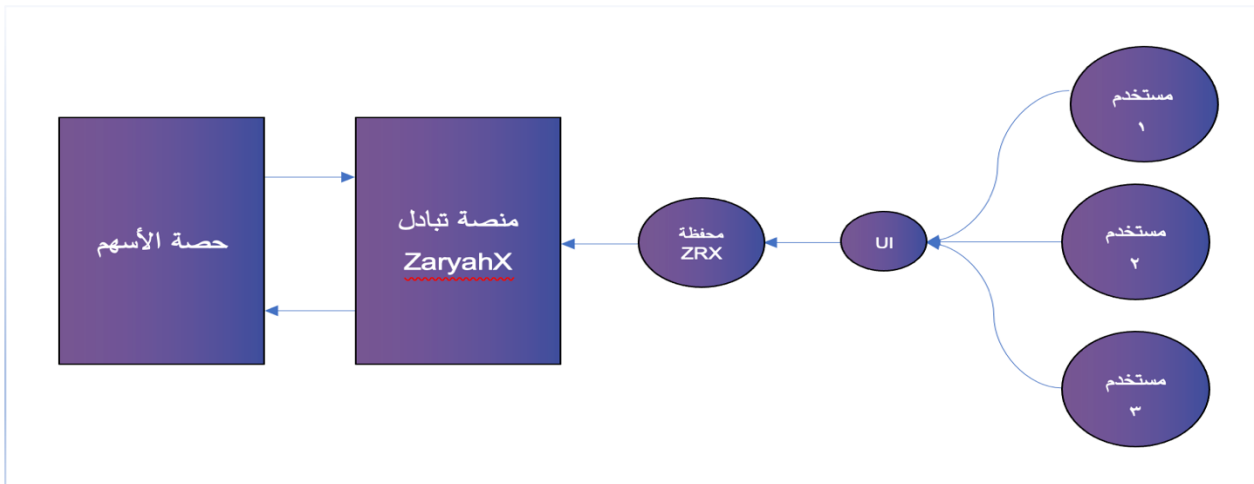 مستخدم
١
مستخدم
٢
مستخدم
٣
UI
محفظة
ZRX
منصة تبادل
ZaryahX
حصة الأسهم